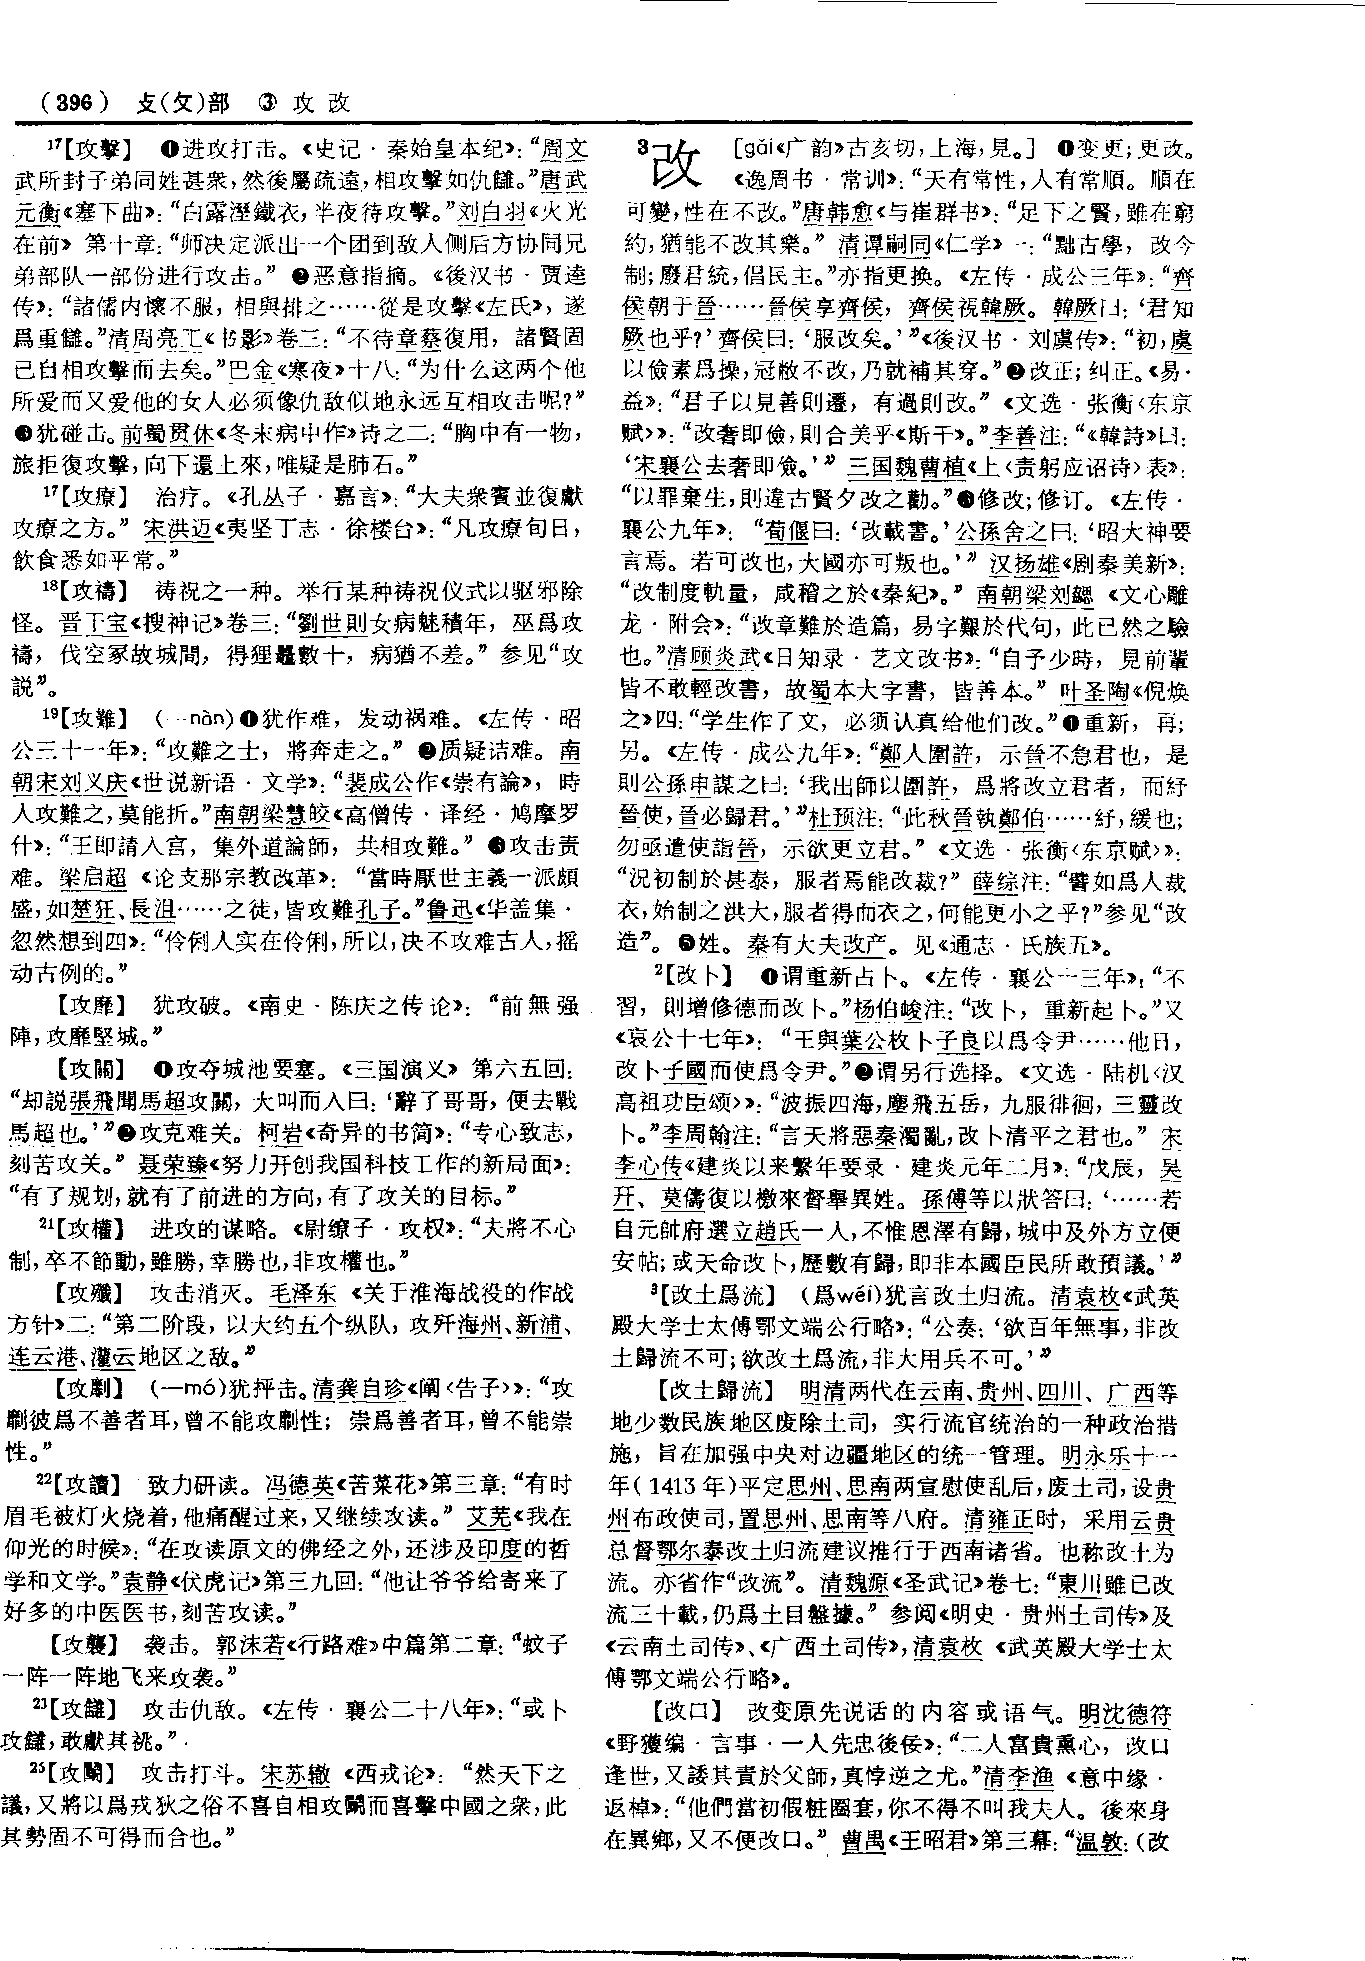 (396) 攴(攵)部 ③ 攻 改
17【攻擊】 ❶进攻打击。《史记·秦始皇本纪》:“周文
武所封子弟同姓甚衆,然後屬疏遠,相攻擊如仇讎。”唐武
元衡《塞下曲》:“白露溼鐵衣,半夜待攻擊。”刘白羽《火光
在前》第十章:“师决定派出一个团到敌人侧后方协同兄
弟部队一部份进行攻击。” ❷恶意指摘。《後汉书·贾逵
传》:“諸儒内懷不服,相與排之……從是攻擊《左氏》,遂
爲重讎。”清周亮工《书影》卷二:“不待章蔡復用,諸賢固
已自相攻擊而去矣。”巴金《寒夜》十八:“为什么这两个他
所爱而又爱他的女人必须像仇敌似地永远互相攻击呢?”
❸犹碰击。前蜀贯休《冬末病中作》诗之二:“胸中有一物,
旅拒復攻擊,向下還上來,唯疑是肺石。”
17【攻療】 治疗。《孔丛子·嘉言》:“大夫衆賓並復獻
攻療之方。” 宋洪迈《夷坚丁志·徐楼台》:“凡攻療旬日,
飲食悉如平常。”
18【攻禱】 祷祝之一种。举行某种祷祝仪式以驱邪除
怪。晋干宝《搜神记》卷三:“劉世則女病魅積年,巫爲攻
禱,伐空冢故城間,得狸鼉數十,病猶不差。”参见“攻
説”。
19【攻難】 (—nàn)❶犹作难,发动祸难。《左传·昭
公三十一年》:“攻難之士,將奔走之。” ❷质疑诘难。南
朝宋刘义庆《世说新语·文学》:“裴成公作《崇有論》,時
人攻難之,莫能折。”南朝梁慧皎《高僧传·译经·鸠摩罗
什》:“王即請入宫,集外道論師,共相攻難。” ❸攻击责
难。梁启超《论支那宗教改革》:“當時厭世主義一派頗
盛,如楚狂、長沮……之徒,皆攻難孔子。”鲁迅《华盖集·
忽然想到四》:“伶俐人实在伶俐,所以,决不攻难古人,摇
动古例的。”
【攻靡】 犹攻破。《南史·陈庆之传论》:“前無强
陣,攻靡堅城。”
【攻關】 ❶攻夺城池要塞。《三国演义》第六五回:
“却説張飛聞馬超攻關,大叫而入曰:‘辭了哥哥,便去戰
馬超也。’”❷攻克难关。柯岩《奇异的书简》:“专心致志,
刻苦攻关。”聂荣臻《努力开创我国科技工作的新局面》:
“有了规划,就有了前进的方向,有了攻关的目标。”
21【攻權】 进攻的谋略。《尉缭子·攻权》:“夫將不心
制,卒不節動,雖勝,幸勝也,非攻權也。”
【攻殲】 攻击消灭。毛泽东《关于淮海战役的作战
方针》二:“第二阶段,以大约五个纵队,攻歼海州、新浦、
连云港、灌云地区之敌。”
【攻劘】 (—mó)犹抨击。清龚自珍《阐〈告子〉》:“攻
劘彼爲不善者耳,曾不能攻劘性;崇爲善者耳,曾不能崇
性。”
22【攻讀】 致力研读。冯德英《苦菜花》第三章:“有时
眉毛被灯火烧着,他痛醒过来,又继续攻读。” 艾芜《我在
仰光的时候》:“在攻读原文的佛经之外,还涉及印度的哲
学和文学。”袁静《伏虎记》第三九回:“他让爷爷给寄来了
好多的中医医书,刻苦攻读。”
【攻襲】 袭击。郭沫若《行路难》中篇第二章:“蚊子
一阵一阵地飞来攻袭。”
23【攻讎】 攻击仇敌。《左传·襄公二十八年》:“或卜
攻讎,敢獻其兆。”
25【攻鬬】 攻击打斗。宋苏辙《西戎论》:“然天下之
議,又將以爲戎狄之俗不喜自相攻鬬而喜擊中國之衆,此
其勢固不可得而合也。”
3改 [gǎi《广韵》古亥切,上海,見。] ❶变更;更改。
《逸周书·常训》:“天有常性,人有常順。順在
可變,性在不改。”唐韩愈《与崔群书》:“足下之賢,雖在窮
約,猶能不改其樂。” 清谭嗣同《仁学》一:“黜古學,改今
制;廢君統,倡民主。”亦指更换。《左传·成公三年》:“齊
侯朝于晉……晉侯享齊侯,齊侯視韓厥。韓厥曰:‘君知
厥也乎?’齊侯曰:‘服改矣。’”《後汉书·刘虞传》:“初,虞
以儉素爲操,冠敝不改,乃就補其穿。”❷改正;纠正。《易·
益》:“君子以見善則遷,有過則改。”《文选·张衡〈东京
赋〉》:“改奢即儉,則合美乎《斯干》。”李善注:“《韓詩》曰:
‘宋襄公去奢即儉。’” 三国魏曹植《上〈责躬应诏诗〉表》:
“以罪棄生,則違古賢夕改之勸。”❸修改;修订。《左传·
襄公九年》:“荀偃曰:‘改載書。’公孫舍之曰:‘昭大神要
言焉。若可改也,大國亦可叛也。’” 汉扬雄《剧秦美新》:
“改制度軌量,咸稽之於《秦紀》。” 南朝梁刘勰《文心雕
龙·附会》:“改章難於造篇,易字艱於代句,此已然之驗
也。”清顾炎武《日知录·艺文改书》:“自予少時,見前輩
皆不敢輕改書,故蜀本大字書,皆善本。” 叶圣陶《倪焕
之》四:“学生作了文,必须认真给他们改。”❹重新,再;
另。《左传·成公九年》:“鄭人圍許,示晉不急君也,是
則公孫申謀之曰:‘我出師以圍許,爲將改立君者,而紓
晉使,晉必歸君。’”杜预注:“此秋晉執鄭伯……紓,緩也;
勿亟遣使詣晉,示欲更立君。”《文选·张衡〈东京赋〉》:
“況初制於甚泰,服者焉能改裁?” 薛综注:“譬如爲人裁
衣,始制之洪大,服者得而衣之,何能更小之乎?”参见“改
造”。❺姓。秦有大夫改产。见《通志·氏族五》。
2【改卜】 ❶谓重新占卜。《左传·襄公十三年》:“不
習,則增修德而改卜。”杨伯峻注:“改卜,重新起卜。”又
《哀公十七年》:“王與葉公枚卜子良以爲令尹……他日,
改卜子國而使爲令尹。”❷谓另行选择。《文选·陆机〈汉
高祖功臣颂〉》:“波振四海,塵飛五岳,九服徘徊,三靈改
卜。”李周翰注:“言天將惡秦濁亂,改卜清平之君也。” 宋
李心传《建炎以来繫年要录·建炎元年二月》:“戊辰,吴
幵、莫儔復以檄來督舉異姓。孫傅等以狀答曰:‘……若
自元帥府選立趙氏一人,不惟恩澤有歸,城中及外方立便
安帖;或天命改卜,歷數有歸,即非本國臣民所敢預議。’”
3【改土爲流】 (爲wéi)犹言改土归流。清袁枚《武英
殿大学士太傅鄂文端公行略》:“公奏:‘欲百年無事,非改
土歸流不可;欲改土爲流,非大用兵不可。’”
【改土歸流】 明清两代在云南、贵州、四川、广西等
地少数民族地区废除土司,实行流官统治的一种政治措
施,旨在加强中央对边疆地区的统一管理。明永乐十一
年(1413年)平定思州、思南两宣慰使乱后,废土司,设贵
州布政使司,置思州、思南等八府。清雍正时,采用云贵
总督鄂尔泰改土归流建议推行于西南诸省。也称改土为
流。亦省作“改流”。清魏源《圣武记》卷七:“東川雖已改
流三十載,仍爲土目盤據。” 参阅《明史·贵州土司传》及
《云南土司传》、《广西土司传》,清袁枚《武英殿大学士太
傅鄂文端公行略》。
【改口】 改变原先说话的内容或语气。明沈德符
《野獲编·言事·一人先忠後佞》:“二人富貴熏心,改口
逢世,又諉其責於父師,真悖逆之尤。”清李渔《意中缘·
返棹》:“他們當初假粧圈套,你不得不叫我大人。後來身
在異鄉,又不便改口。” 曹禺《王昭君》第三幕:“温敦:(改